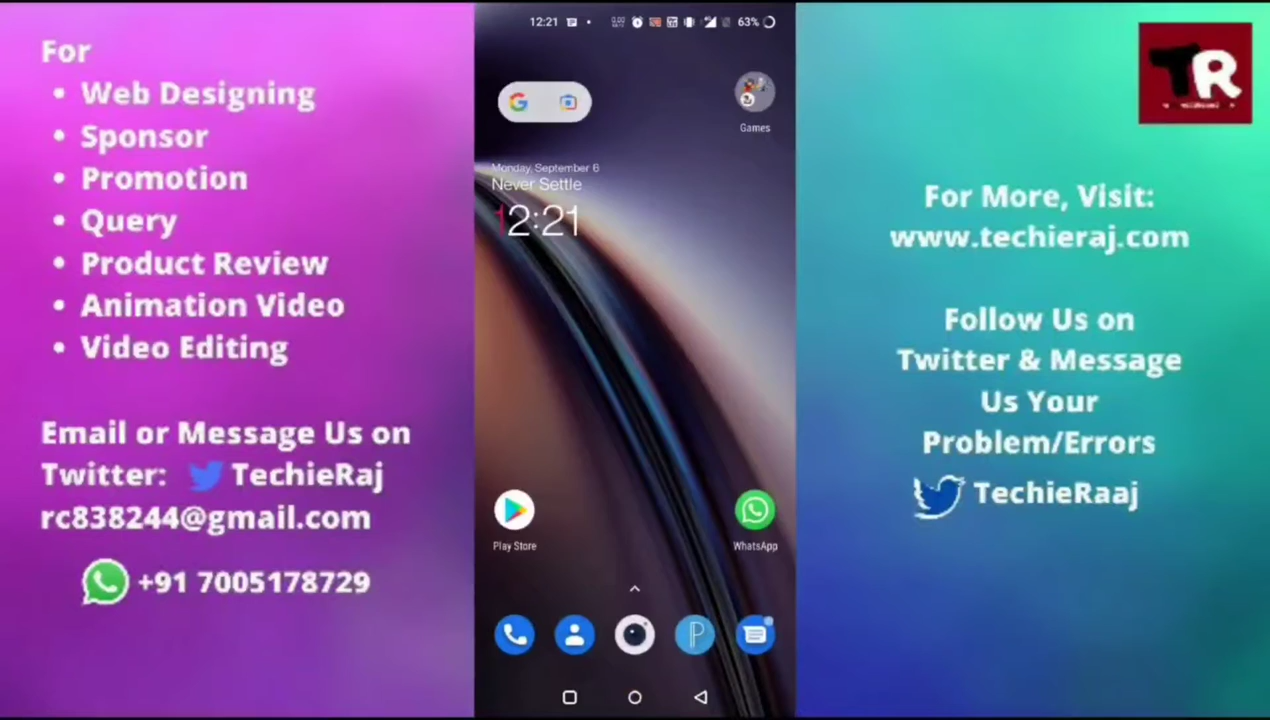 For
• Web Designing
• Sponsor
• Promotion
• Query
• Product Review
• Animation Video
• Video Editing
Email or Message Us on
Twitter: TechieRaj
rc838244@gmail.com
+91 7005178729
12:21
63%
Games
Monday, September 6
Never Settle
12:21
Play Store
WhatsApp
TR
For More, Visit:
www.techieraj.com
Follow Us on
Twitter & Message
Us Your
Problem/Errors
TechieRaaj